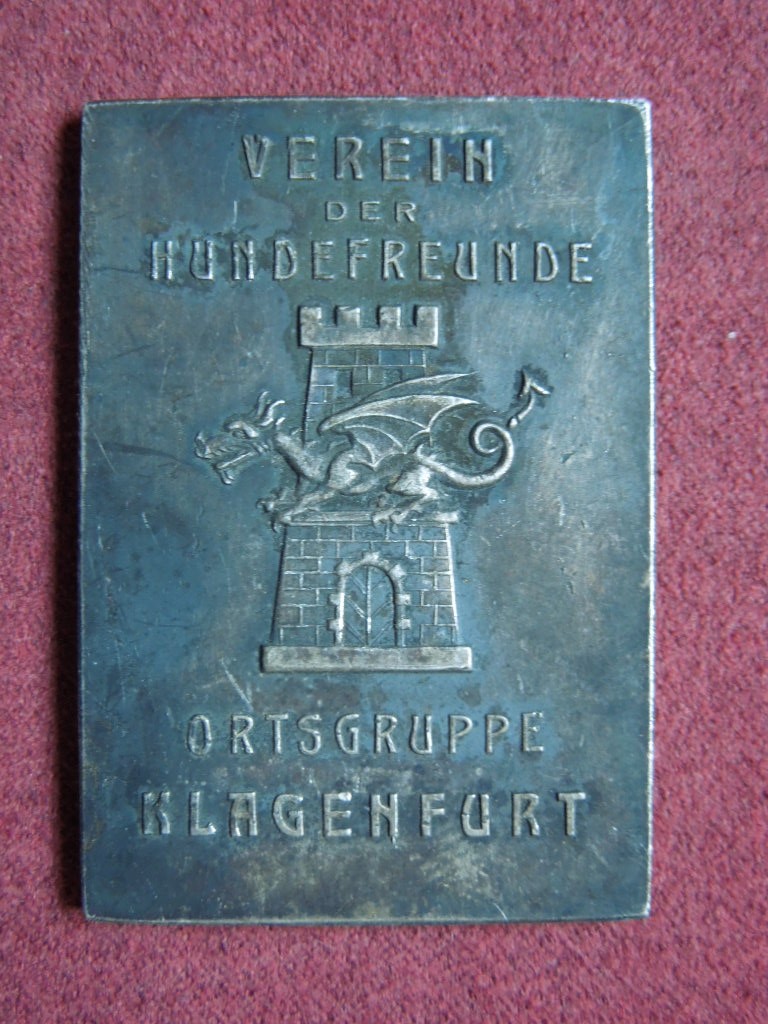 VEREIN
DER
HUNDEFREUNDE
ORTSGRUPPE
KLAGENFURT